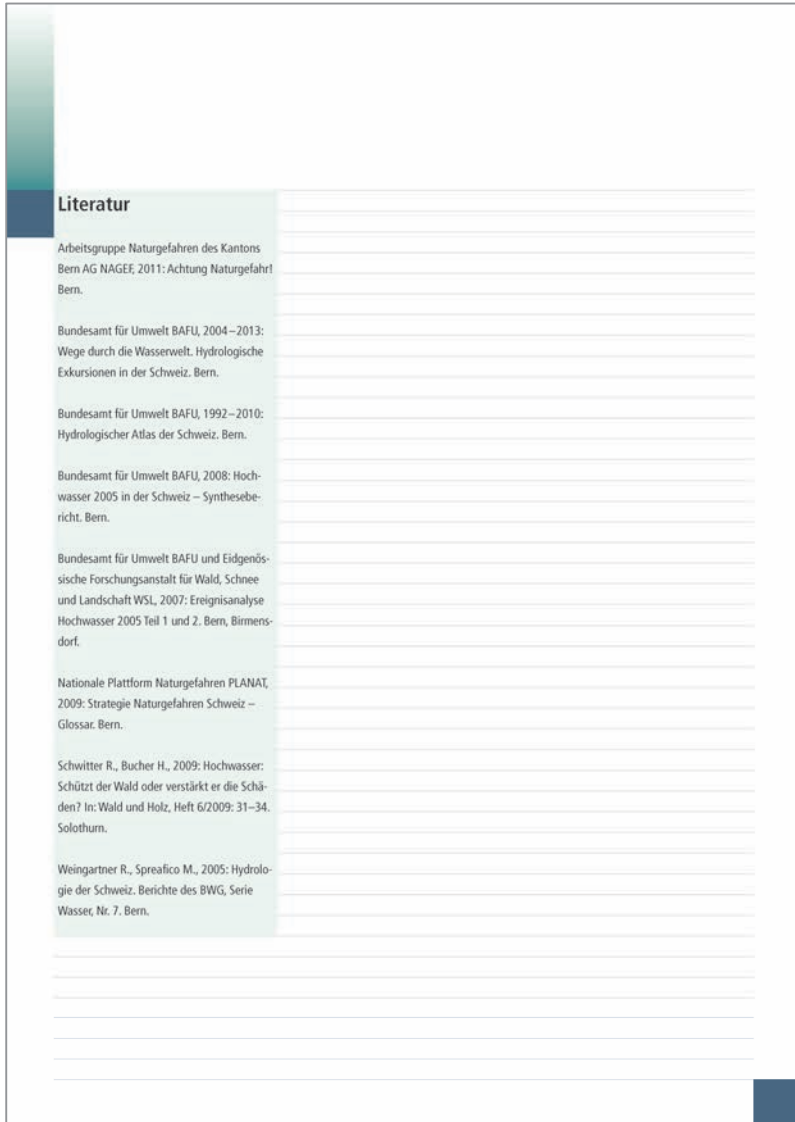 Literatur
Arbeitsgruppe Naturgefahren des Kantons
Bern AG NAGEF, 2011: Achtung Naturgefahr!
Bern.
Bundesamt für Umwelt BAFU, 2004–2013:
Wege durch die Wasserwelt. Hydrologische
Exkursionen in der Schweiz. Bern.
Bundesamt für Umwelt BAFU, 1992–2010:
Hydrologischer Atlas der Schweiz. Bern.
Bundesamt für Umwelt BAFU, 2008: Hoch-
wasser 2005 in der Schweiz – Synthesebe-
richt. Bern.
Bundesamt für Umwelt BAFU und Eidgenös-
sische Forschungsanstalt für Wald, Schnee
und Landschaft WSL, 2007: Ereignisanalyse
Hochwasser 2005 Teil 1 und 2. Bern, Birmens-
dorf.
Nationale Plattform Naturgefahren PLANAT,
2009: Strategie Naturgefahren Schweiz –
Glossar. Bern.
Schwitter R., Bucher H., 2009: Hochwasser:
Schützt der Wald oder verstärkt er die Schä-
den? In: Wald und Holz, Heft 6/2009: 31–34.
Solothurn.
Weingartner R., Spreafico M., 2005: Hydrolo-
gie der Schweiz. Berichte des BWG, Serie
Wasser, Nr. 7. Bern.